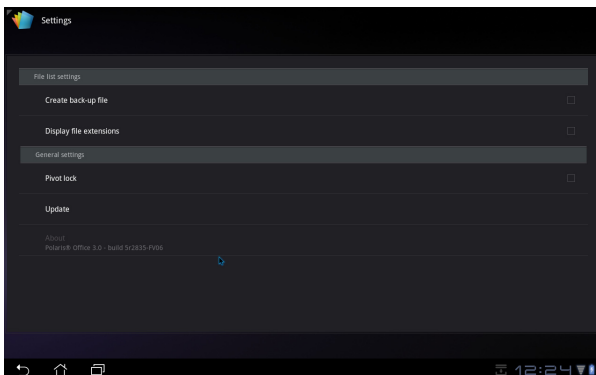 Settings
File list settings
Create back-up file
Display file extensions
General settings
Pivot lock
Update
About
Polaris® Office 3.0 - build 5r2835-FV06
12:24